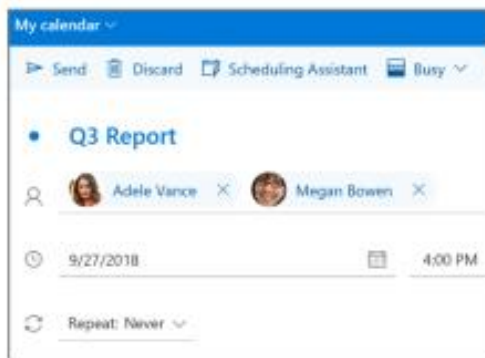 My calendar
Send Discard Scheduling Assistant Busy
Q3 Report
Adele Vance Megan Bowen
9/27/2018 4:00 PM
Repeat: Never